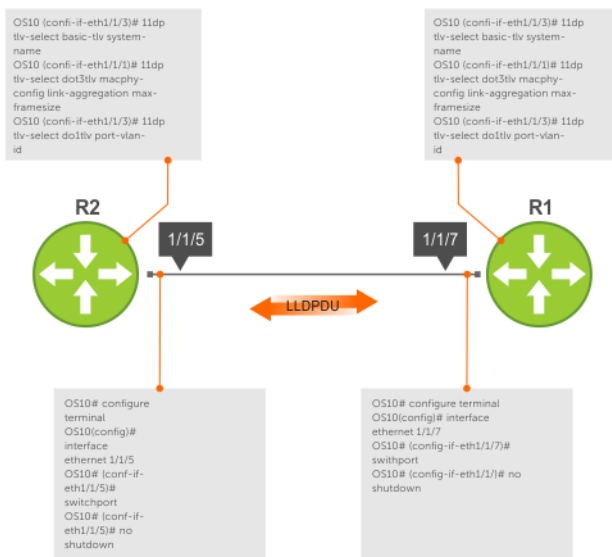 OS10 (confi-if-eth1/1/3)# 11dp
tlv-select basic-tlv system-
name
OS10 (confi-if-eth1/1/1)# 11dp
tlv-select dot3tlv macphy-
config link-aggregation max-
framesize
OS10 (confi-if-eth1/1/3)# 11dp
tlv-select do1tlv port-vlan-
id
OS10 (confi-if-eth1/1/3)# 11dp
tlv-select basic-tlv system-
name
OS10 (confi-if-eth1/1/1)# 11dp
tlv-select dot3tlv macphy-
config link-aggregation max-
framesize
OS10 (confi-if-eth1/1/3)# 11dp
tlv-select do1tlv port-vlan-
id
R2
R1
1/1/5
1/1/7
LLDPDU
OS10# configure
terminal
OS10(config)#
interface
ethernet 1/1/5
OS10# (conf-if-
eth1/1/5)#
switchport
OS10# (conf-if-
eth1/1/5)# no
shutdown
OS10# configure terminal
OS10(config)# interface
ethernet 1/1/7
OS10# (config-if-eth1/1/7)#
swithport
OS10# (config-if-eth1/1/)# no
shutdown